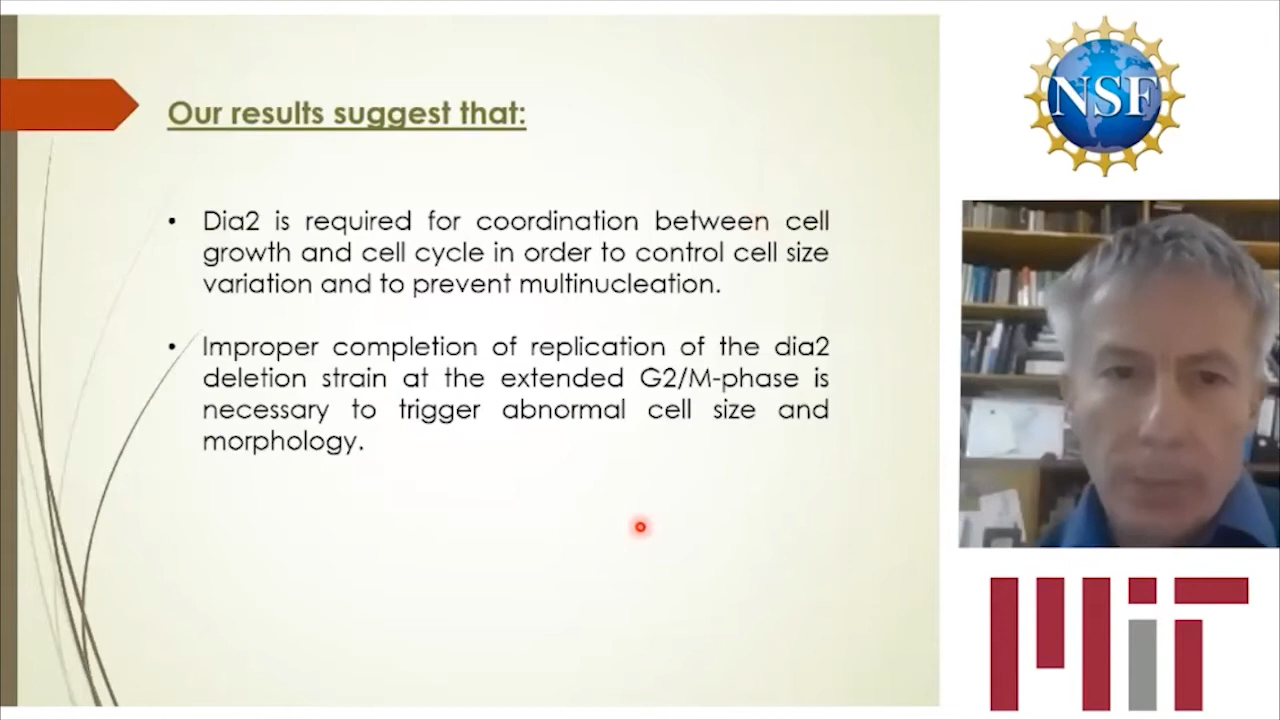 Our results suggest that:
• Dia2 is required for coordination between cell
growth and cell cycle in order to control cell size
variation and to prevent multinucleation.
• Improper completion of replication of the dia2
deletion strain at the extended G2/M-phase is
necessary to trigger abnormal cell size and
morphology.
NSF
MIT